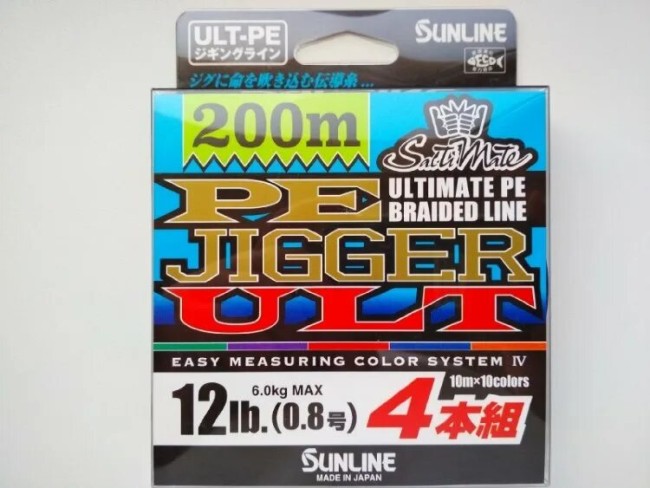 ULT-PE
ジギングライン
SUNLINE
ジグに命を吹き込む伝導糸...
200m
SaltiMate
PE
ULTIMATE PE
BRAIDED LINE
JIGGER
ULT
EASY MEASURING COLOR SYSTEM IV
10m×10colors
6.0kg MAX
12lb.(0.8号)
4本組
SUNLINE
MADE IN JAPAN